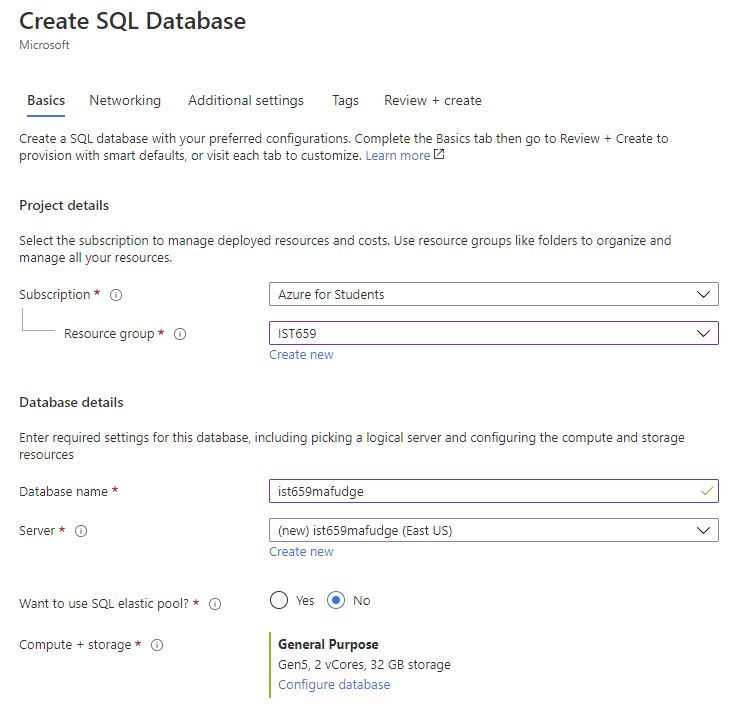 Create SQL Database
Microsoft
Basics Networking Additional settings Tags Review + create
Create a SQL database with your preferred configurations. Complete the Basics tab then go to Review + Create to
provision with smart defaults, or visit each tab to customize. Learn more
Project details
Select the subscription to manage deployed resources and costs. Use resource groups like folders to organize and
manage all your resources.
Subscription * Azure for Students
Resource group * IST659
Create new
Database details
Enter required settings for this database, including picking a logical server and configuring the compute and storage
resources
Database name * ist659mafudge
Server * (new) ist659mafudge (East US)
Create new
Want to use SQL elastic pool? * Yes No
Compute + storage * General Purpose
Gen5, 2 vCores, 32 GB storage
Configure database